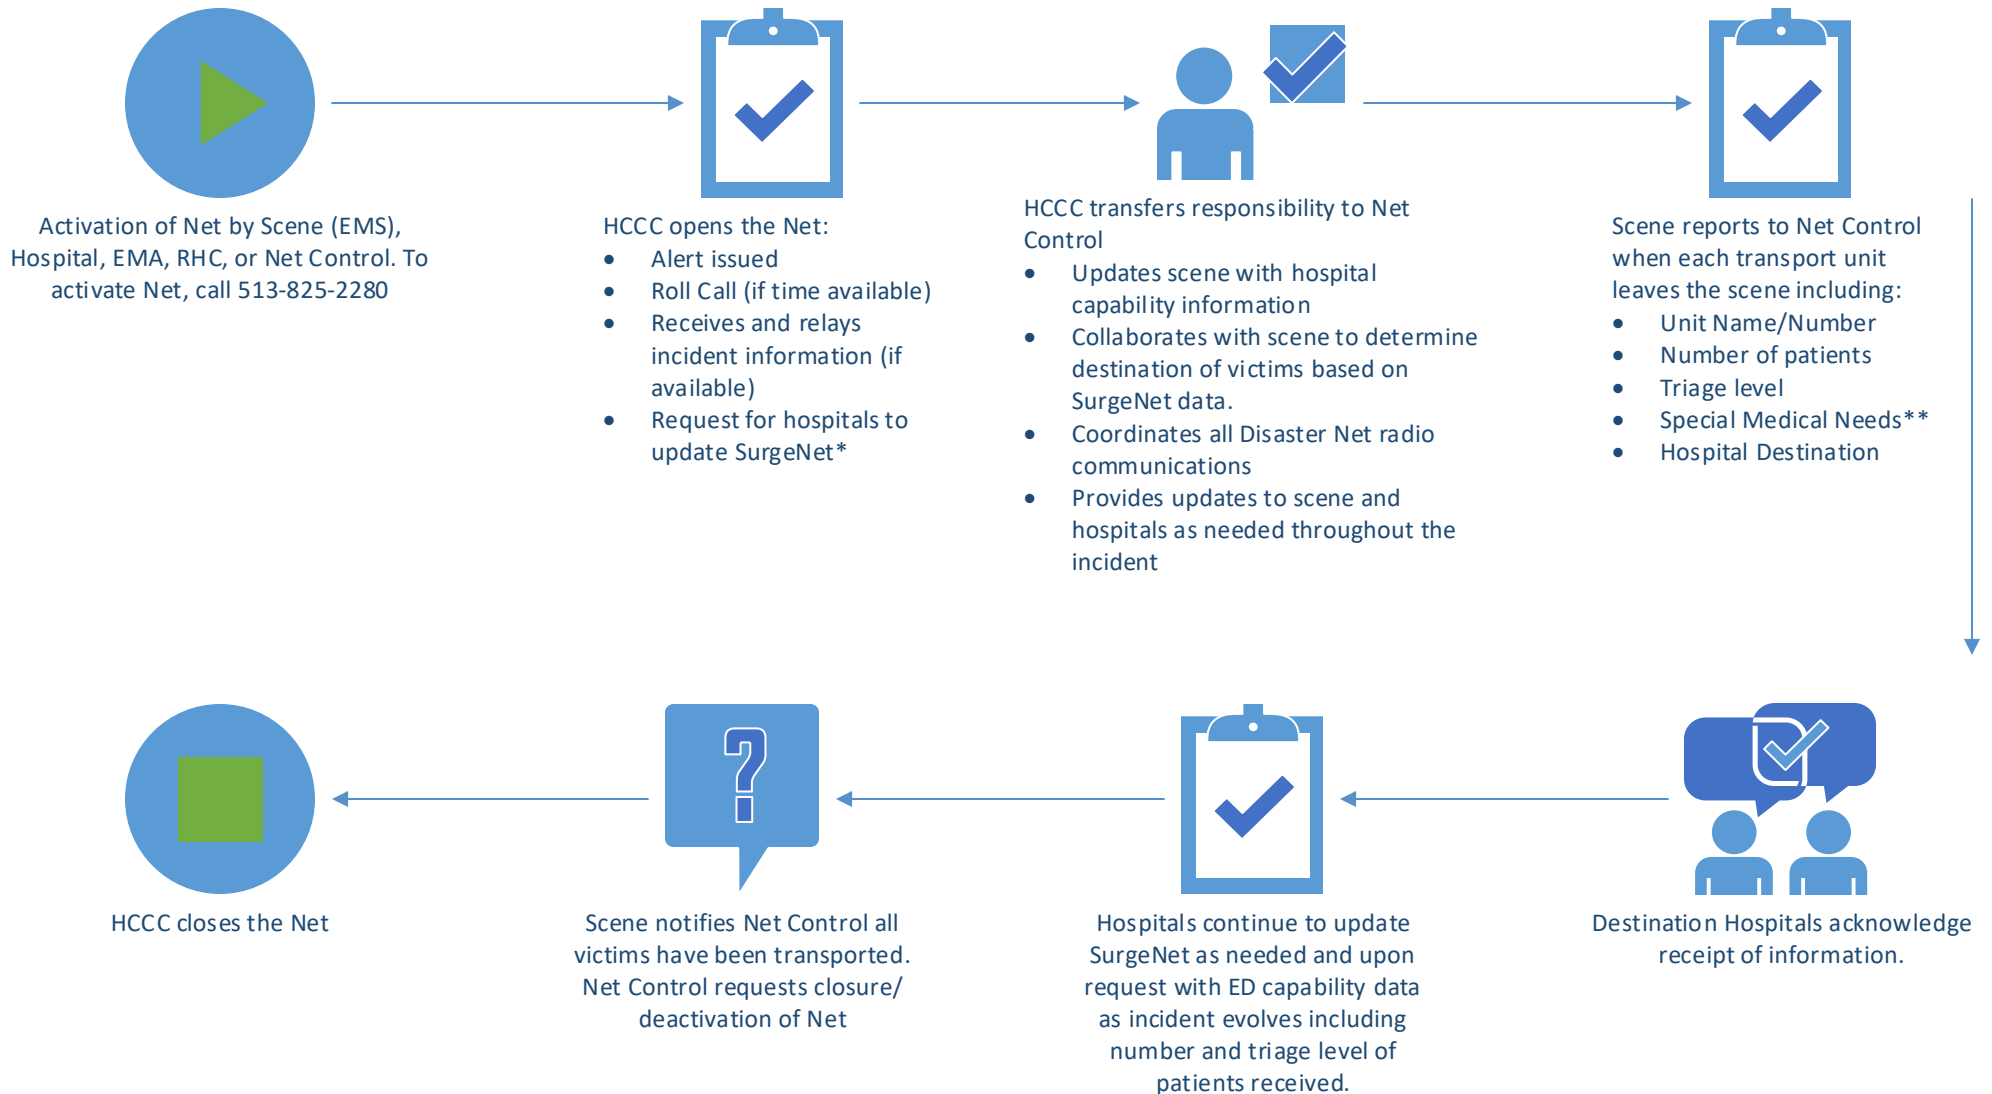 Activation of Net by Scene (EMS),
Hospital, EMA, RHC, or Net Control. To
activate Net, call 513-825-2280
HCCC opens the Net:
• Alert issued
• Roll Call (if time available)
• Receives and relays
incident information (if
available)
• Request for hospitals to
update SurgeNet*
HCCC transfers responsibility to Net
Control
• Updates scene with hospital
capability information
• Collaborates with scene to determine
destination of victims based on
SurgeNet data.
• Coordinates all Disaster Net radio
communications
• Provides updates to scene and
hospitals as needed throughout the
incident
Scene reports to Net Control
when each transport unit
leaves the scene including:
• Unit Name/Number
• Number of patients
• Triage level
• Special Medical Needs**
• Hospital Destination
?
Destination Hospitals acknowledge
receipt of information.
Hospitals continue to update
SurgeNet as needed and upon
request with ED capability data
as incident evolves including
number and triage level of
patients received.
Scene notifies Net Control all
victims have been transported.
Net Control requests closure/
deactivation of Net
HCCC closes the Net